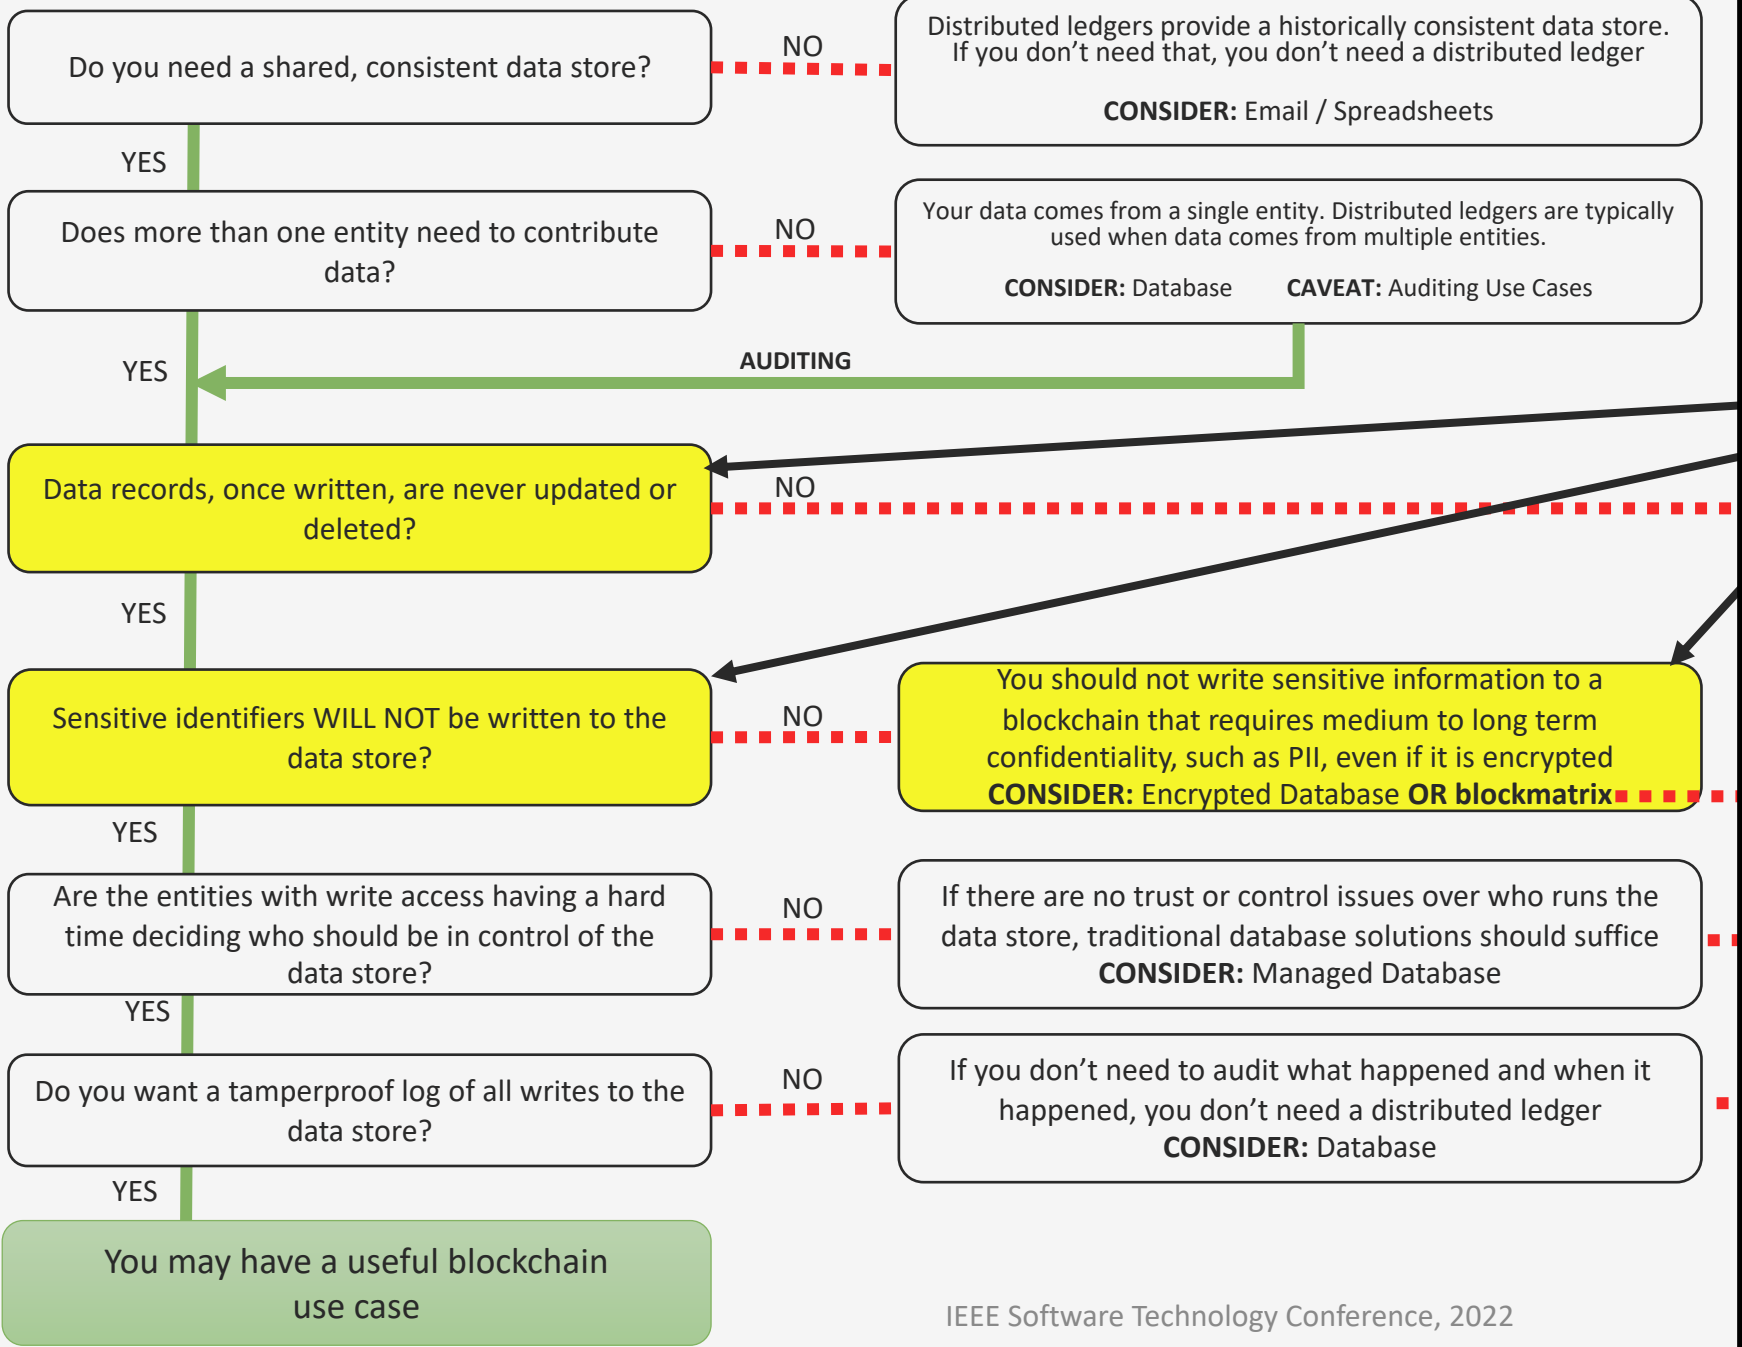 Do you need a shared, consistent data store?
NO
Distributed ledgers provide a historically consistent data store.
If you don’t need that, you don’t need a distributed ledger
CONSIDER: Email / Spreadsheets
YES
Does more than one entity need to contribute
data?
NO
Your data comes from a single entity. Distributed ledgers are typically
used when data comes from multiple entities.
CONSIDER: Database CAVEAT: Auditing Use Cases
YES
AUDITING
Data records, once written, are never updated or
deleted?
NO
YES
Sensitive identifiers WILL NOT be written to the
data store?
NO
You should not write sensitive information to a
blockchain that requires medium to long term
confidentiality, such as PII, even if it is encrypted
CONSIDER: Encrypted Database OR blockmatrix
YES
Are the entities with write access having a hard
time deciding who should be in control of the
data store?
NO
If there are no trust or control issues over who runs the
data store, traditional database solutions should suffice
CONSIDER: Managed Database
YES
Do you want a tamperproof log of all writes to the
data store?
NO
If you don’t need to audit what happened and when it
happened, you don’t need a distributed ledger
CONSIDER: Database
YES
You may have a useful blockchain
use case
IEEE Software Technology Conference, 2022